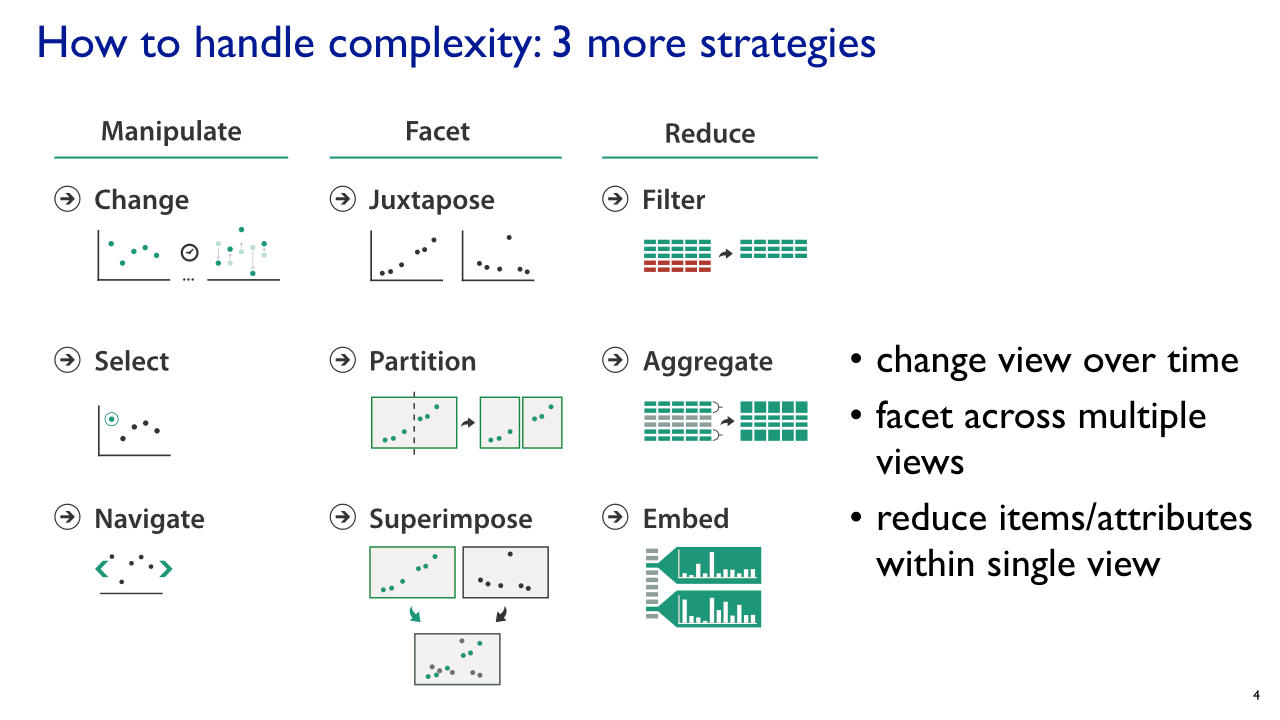 How to handle complexity: 3 more strategies
Manipulate
Facet
Reduce
Change
Juxtapose
Filter
...
Select
Partition
Aggregate
Navigate
Superimpose
Embed
• change view over time
• facet across multiple
views
• reduce items/attributes
within single view
4